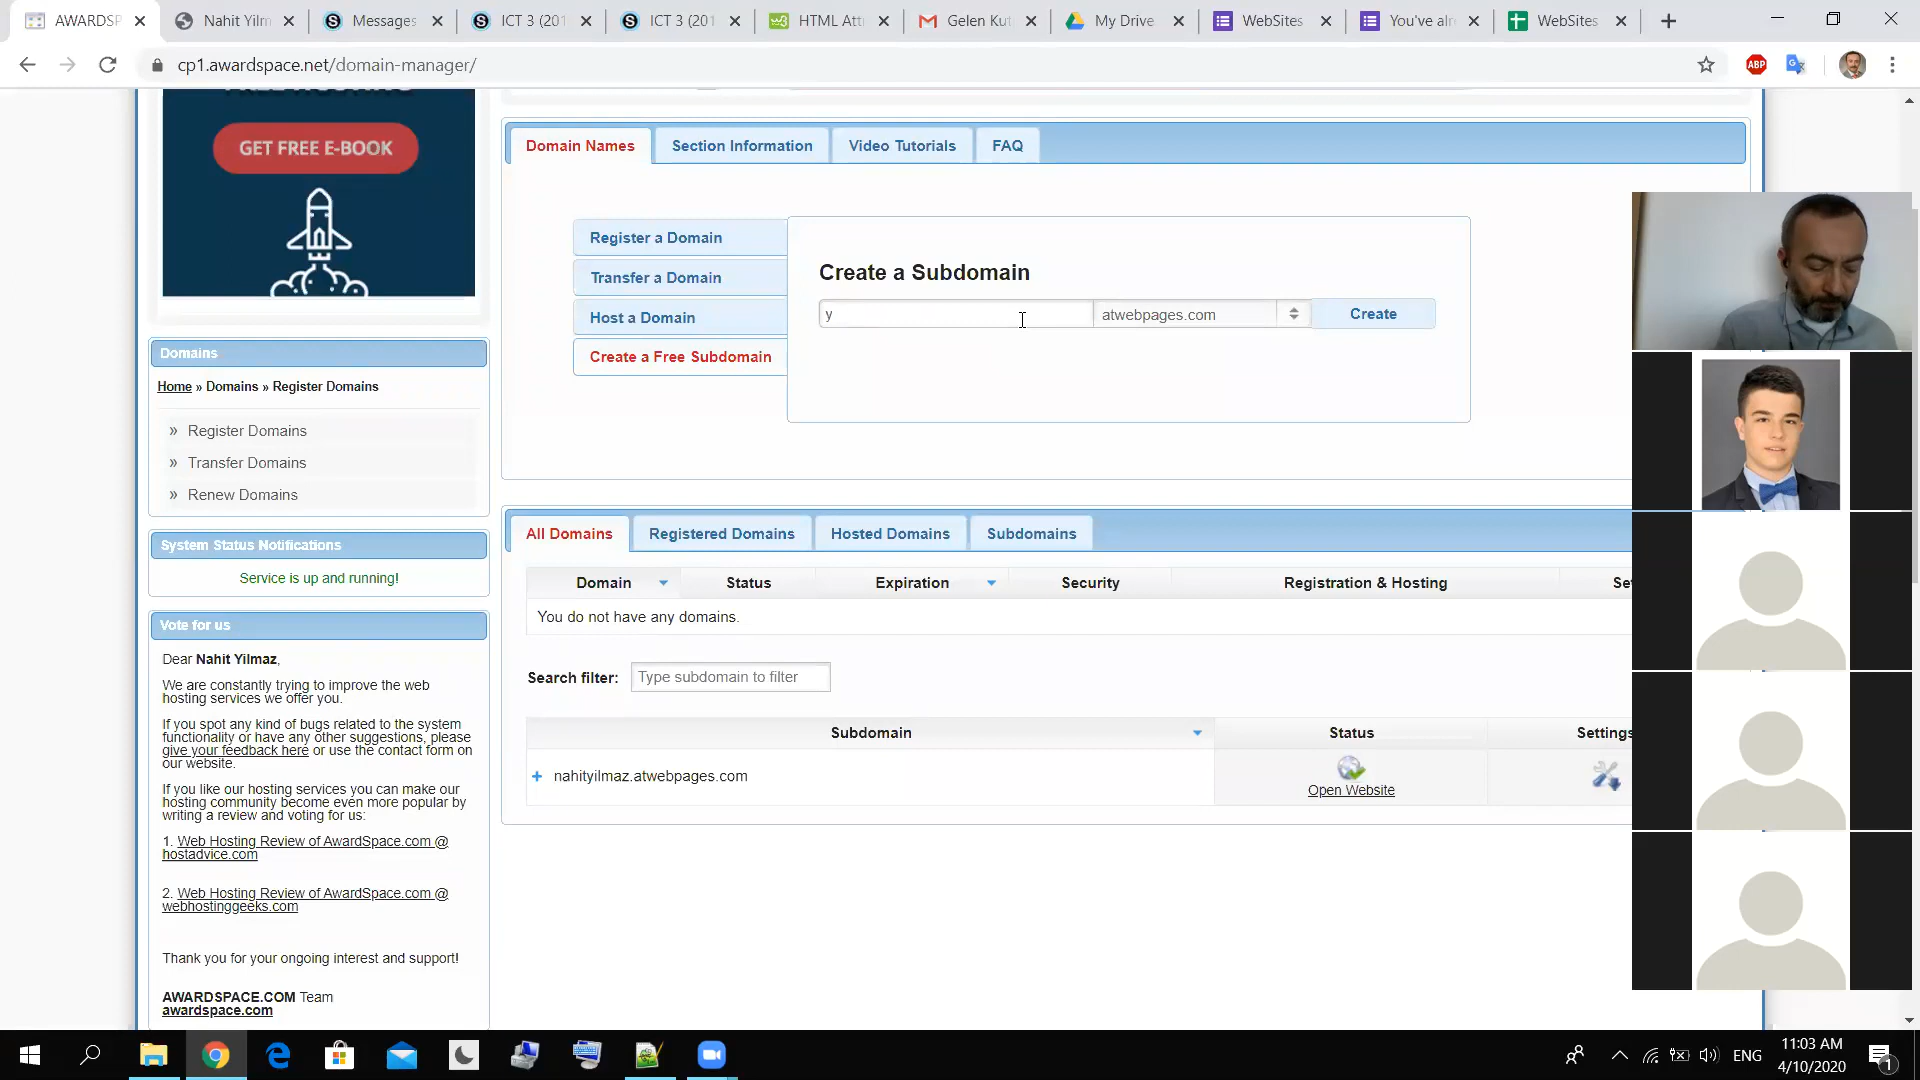 AWARDSP
Nahit Yilm
Messages
ICT 3 (201
ICT 3 (201
HTML Att
Gelen Kut
My Drive
WebSites
You've alr
WebSites
cp1.awardspace.net/domain-manager/
ABP
GET FREE E-BOOK
Domain Names
Section Information
Video Tutorials
FAQ
Register a Domain
Transfer a Domain
Host a Domain
Create a Free Subdomain
Create a Subdomain
y
atwebpages.com
Create
Domains
Home » Domains » Register Domains
» Register Domains
» Transfer Domains
» Renew Domains
System Status Notifications
Service is up and running!
Vote for us
Dear Nahit Yilmaz,
We are constantly trying to improve the web
hosting services we offer you.
If you spot any kind of bugs related to the system
functionality or have any other suggestions, please
give your feedback here or use the contact form on
our website.
If you like our hosting services you can make our
hosting community become even more popular by
writing a review and voting for us:
1. Web Hosting Review of AwardSpace.com @
hostadvice.com
2. Web Hosting Review of AwardSpace.com @
webhostinggeeks.com
Thank you for your ongoing interest and support!
AWARDSPACE.COM Team
awardspace.com
All Domains
Registered Domains
Hosted Domains
Subdomains
Domain
Status
Expiration
Security
Registration & Hosting
Se
You do not have any domains.
Search filter:
Type subdomain to filter
Subdomain
Status
Settings
+ nahityilmaz.atwebpages.com
Open Website
ENG
11:03 AM
4/10/2020
1